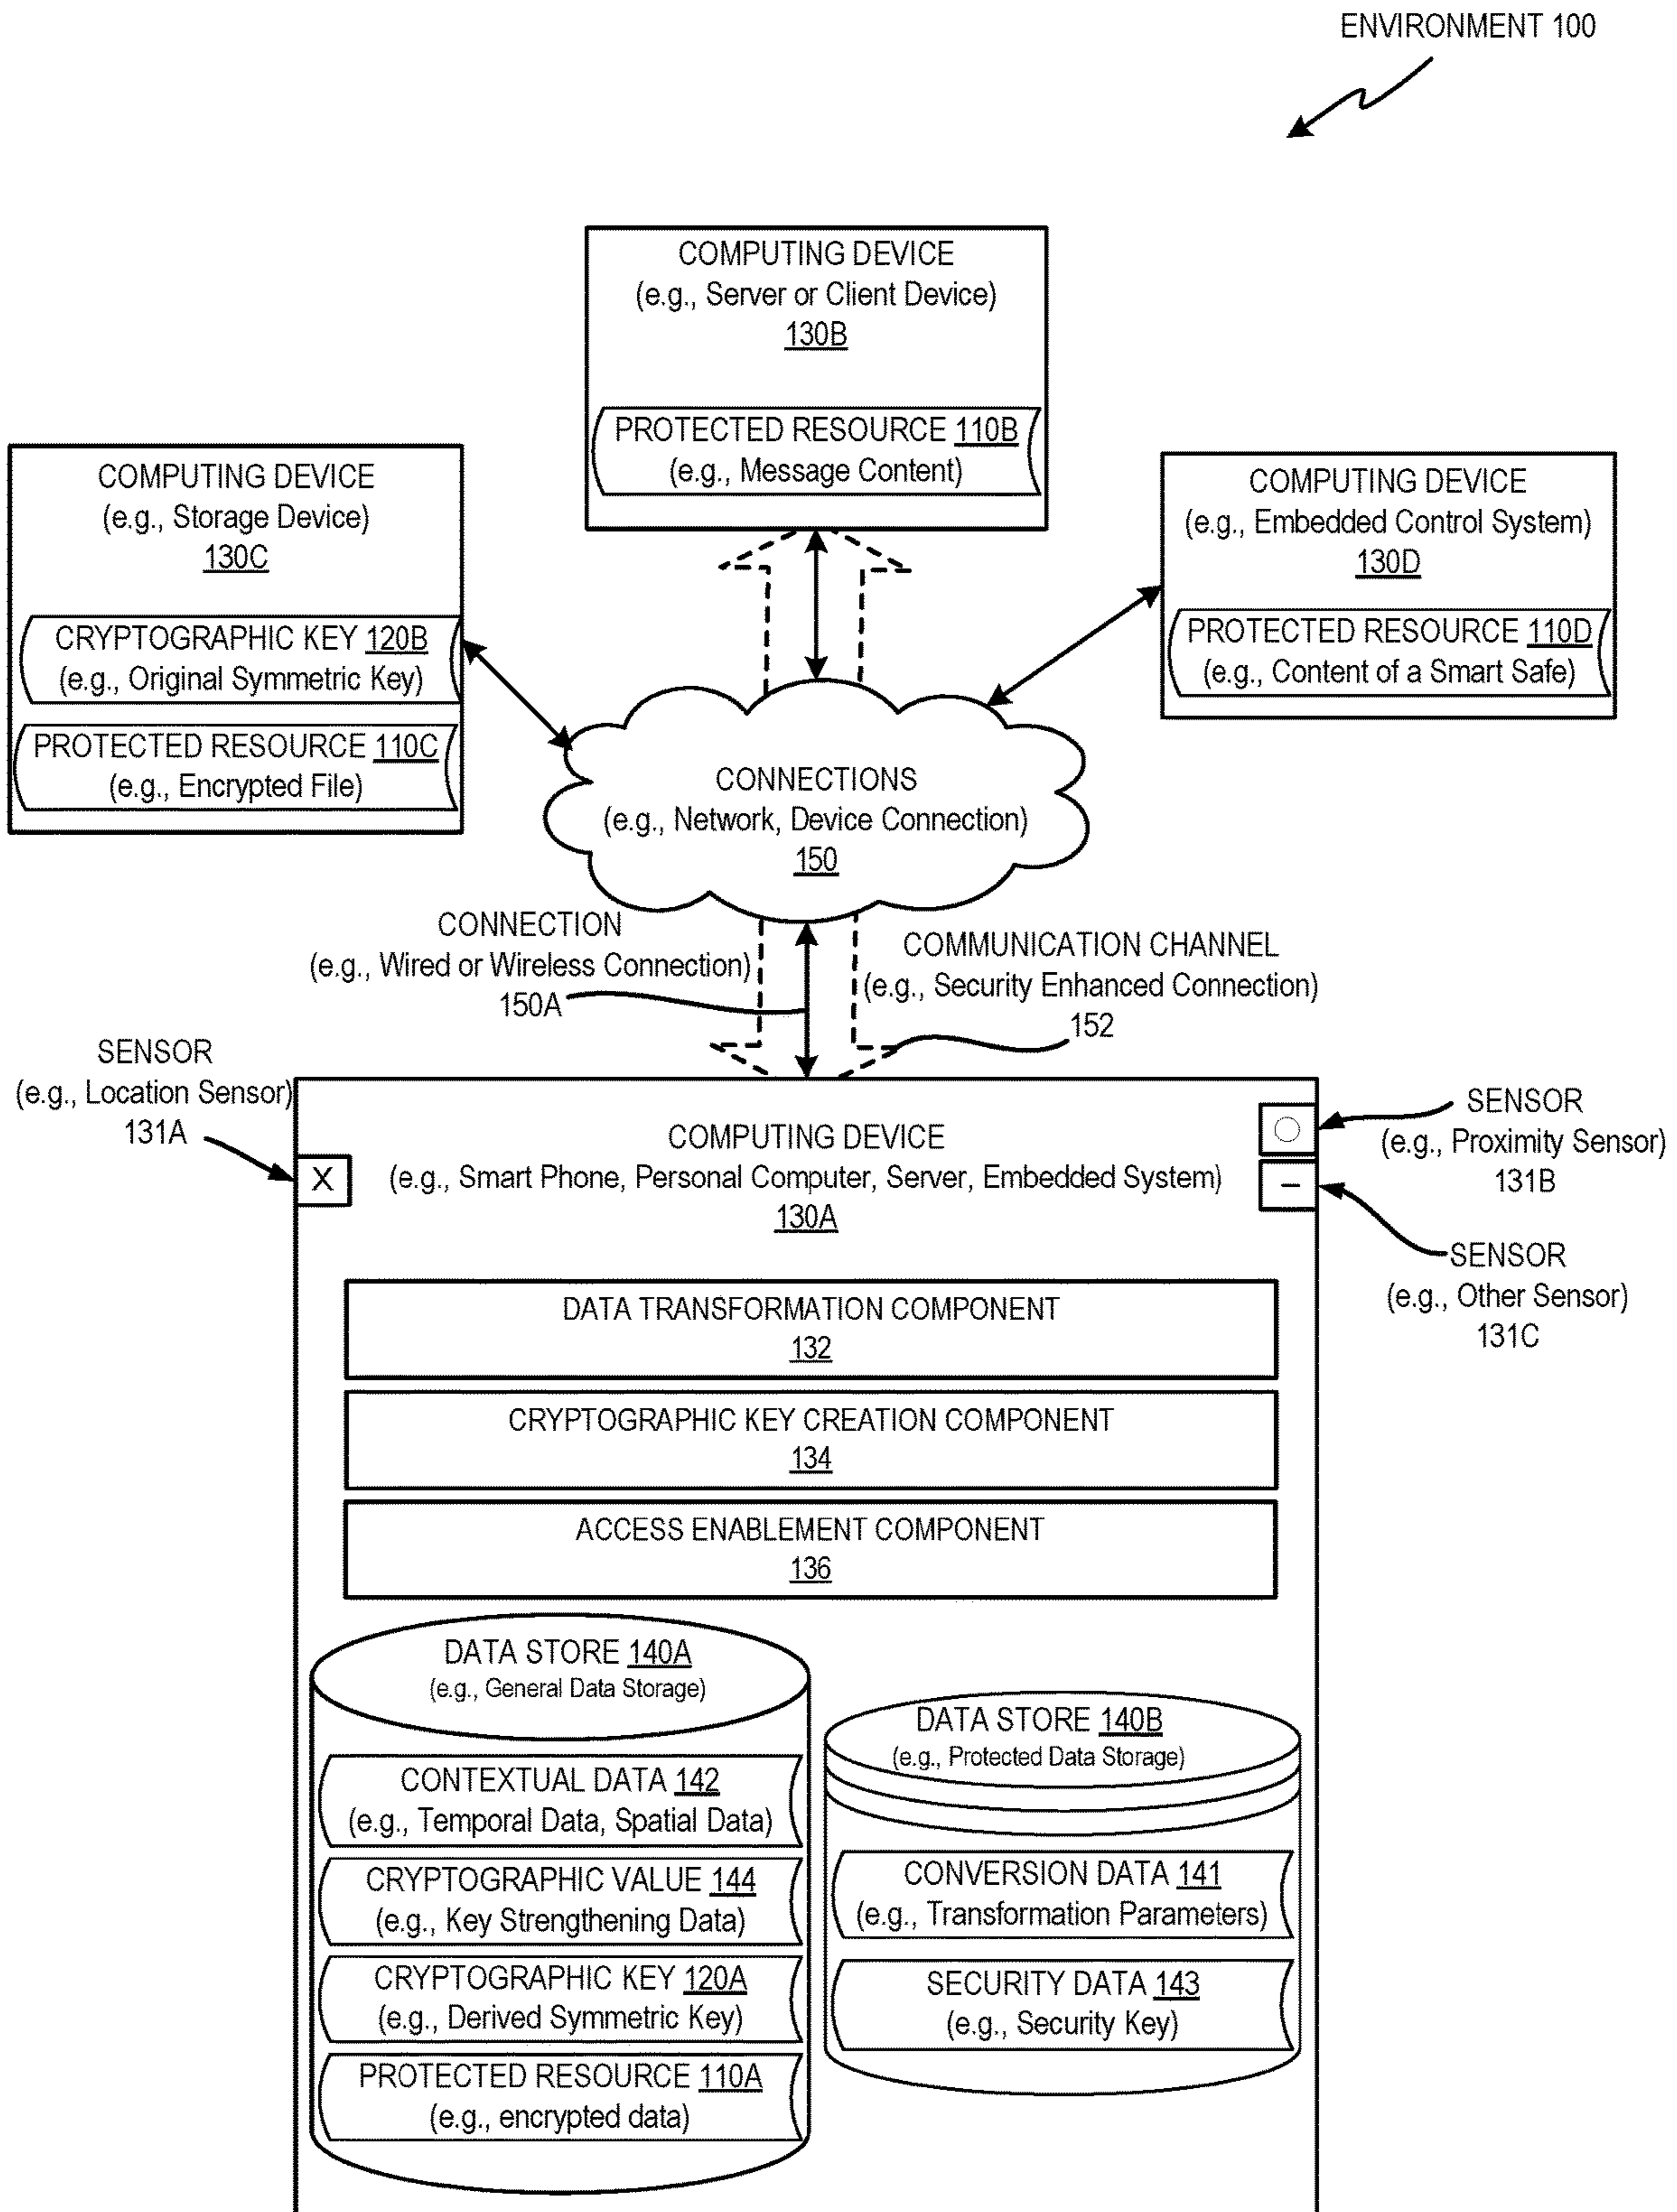 ENVIRONMENT 100
COMPUTING DEVICE
(e.g., Server or Client Device)
130B
PROTECTED RESOURCE 110B
(e.g., Message Content)
COMPUTING DEVICE
(e.g., Storage Device)
130C
CRYPTOGRAPHIC KEY 120B
(e.g., Original Symmetric Key)
PROTECTED RESOURCE 110C
(e.g., Encrypted File)
COMPUTING DEVICE
(e.g., Embedded Control System)
130D
PROTECTED RESOURCE 110D
(e.g., Content of a Smart Safe)
CONNECTIONS
(e.g., Network, Device Connection)
150
CONNECTION
(e.g., Wired or Wireless Connection)
150A
COMMUNICATION CHANNEL
(e.g., Security Enhanced Connection)
152
SENSOR
(e.g., Location Sensor)
131A
X
COMPUTING DEVICE
(e.g., Smart Phone, Personal Computer, Server, Embedded System)
130A
SENSOR
(e.g., Proximity Sensor)
131B
SENSOR
(e.g., Other Sensor)
131C
DATA TRANSFORMATION COMPONENT
132
CRYPTOGRAPHIC KEY CREATION COMPONENT
134
ACCESS ENABLEMENT COMPONENT
136
DATA STORE 140A
(e.g., General Data Storage)
CONTEXTUAL DATA 142
(e.g., Temporal Data, Spatial Data)
CRYPTOGRAPHIC VALUE 144
(e.g., Key Strengthening Data)
CRYPTOGRAPHIC KEY 120A
(e.g., Derived Symmetric Key)
PROTECTED RESOURCE 110A
(e.g., encrypted data)
DATA STORE 140B
(e.g., Protected Data Storage)
CONVERSION DATA 141
(e.g., Transformation Parameters)
SECURITY DATA 143
(e.g., Security Key)